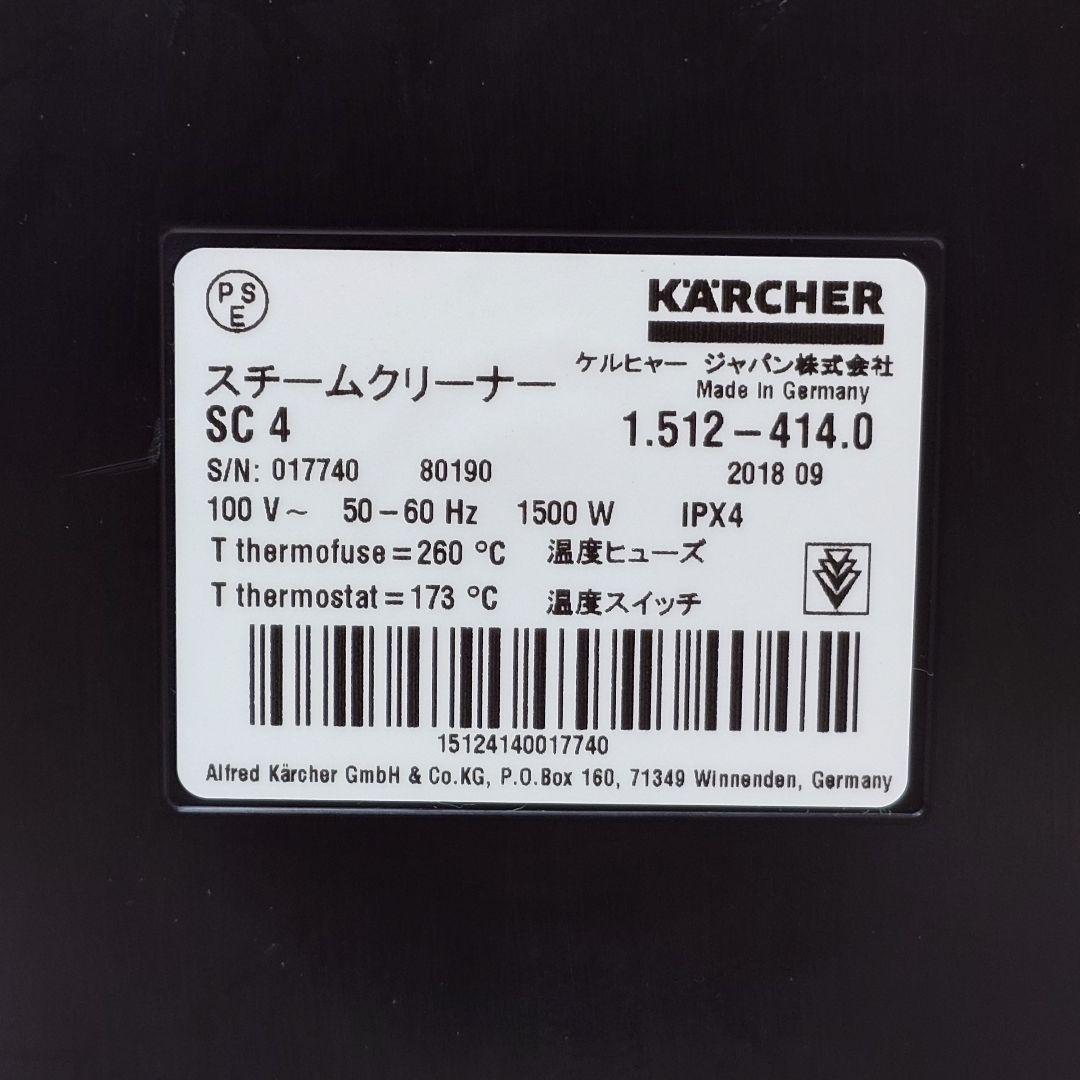 PSE
KÄRCHER
ケルヒャー ジャパン株式会社
スチームクリーナー
Made In Germany
SC 4
1.512-414.0
S/N: 017740 80190 2018 09
100 V~ 50-60 Hz 1500 W IPX4
T thermofuse=260 °C 温度ヒューズ
T thermostat=173 °C 温度スイッチ
15124140017740
Alfred Kärcher GmbH & Co.KG, P.O.Box 160, 71349 Winnenden, Germany